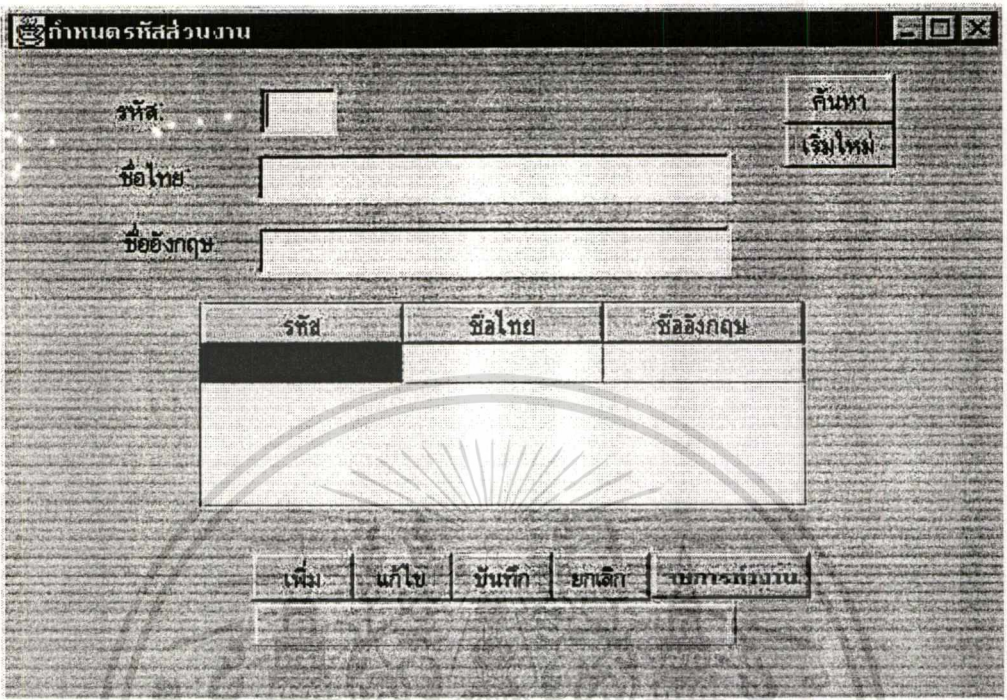 กำหนดรหัสส่วนงาน
รหัส:
ค้นหา
เริ่มใหม่
ชื่อไทย:
ชื่ออังกฤษ
รหัส ชื่อไทย ชื่ออังกฤษ
เพิ่ม แก้ไข บันทึก ยกเลิก